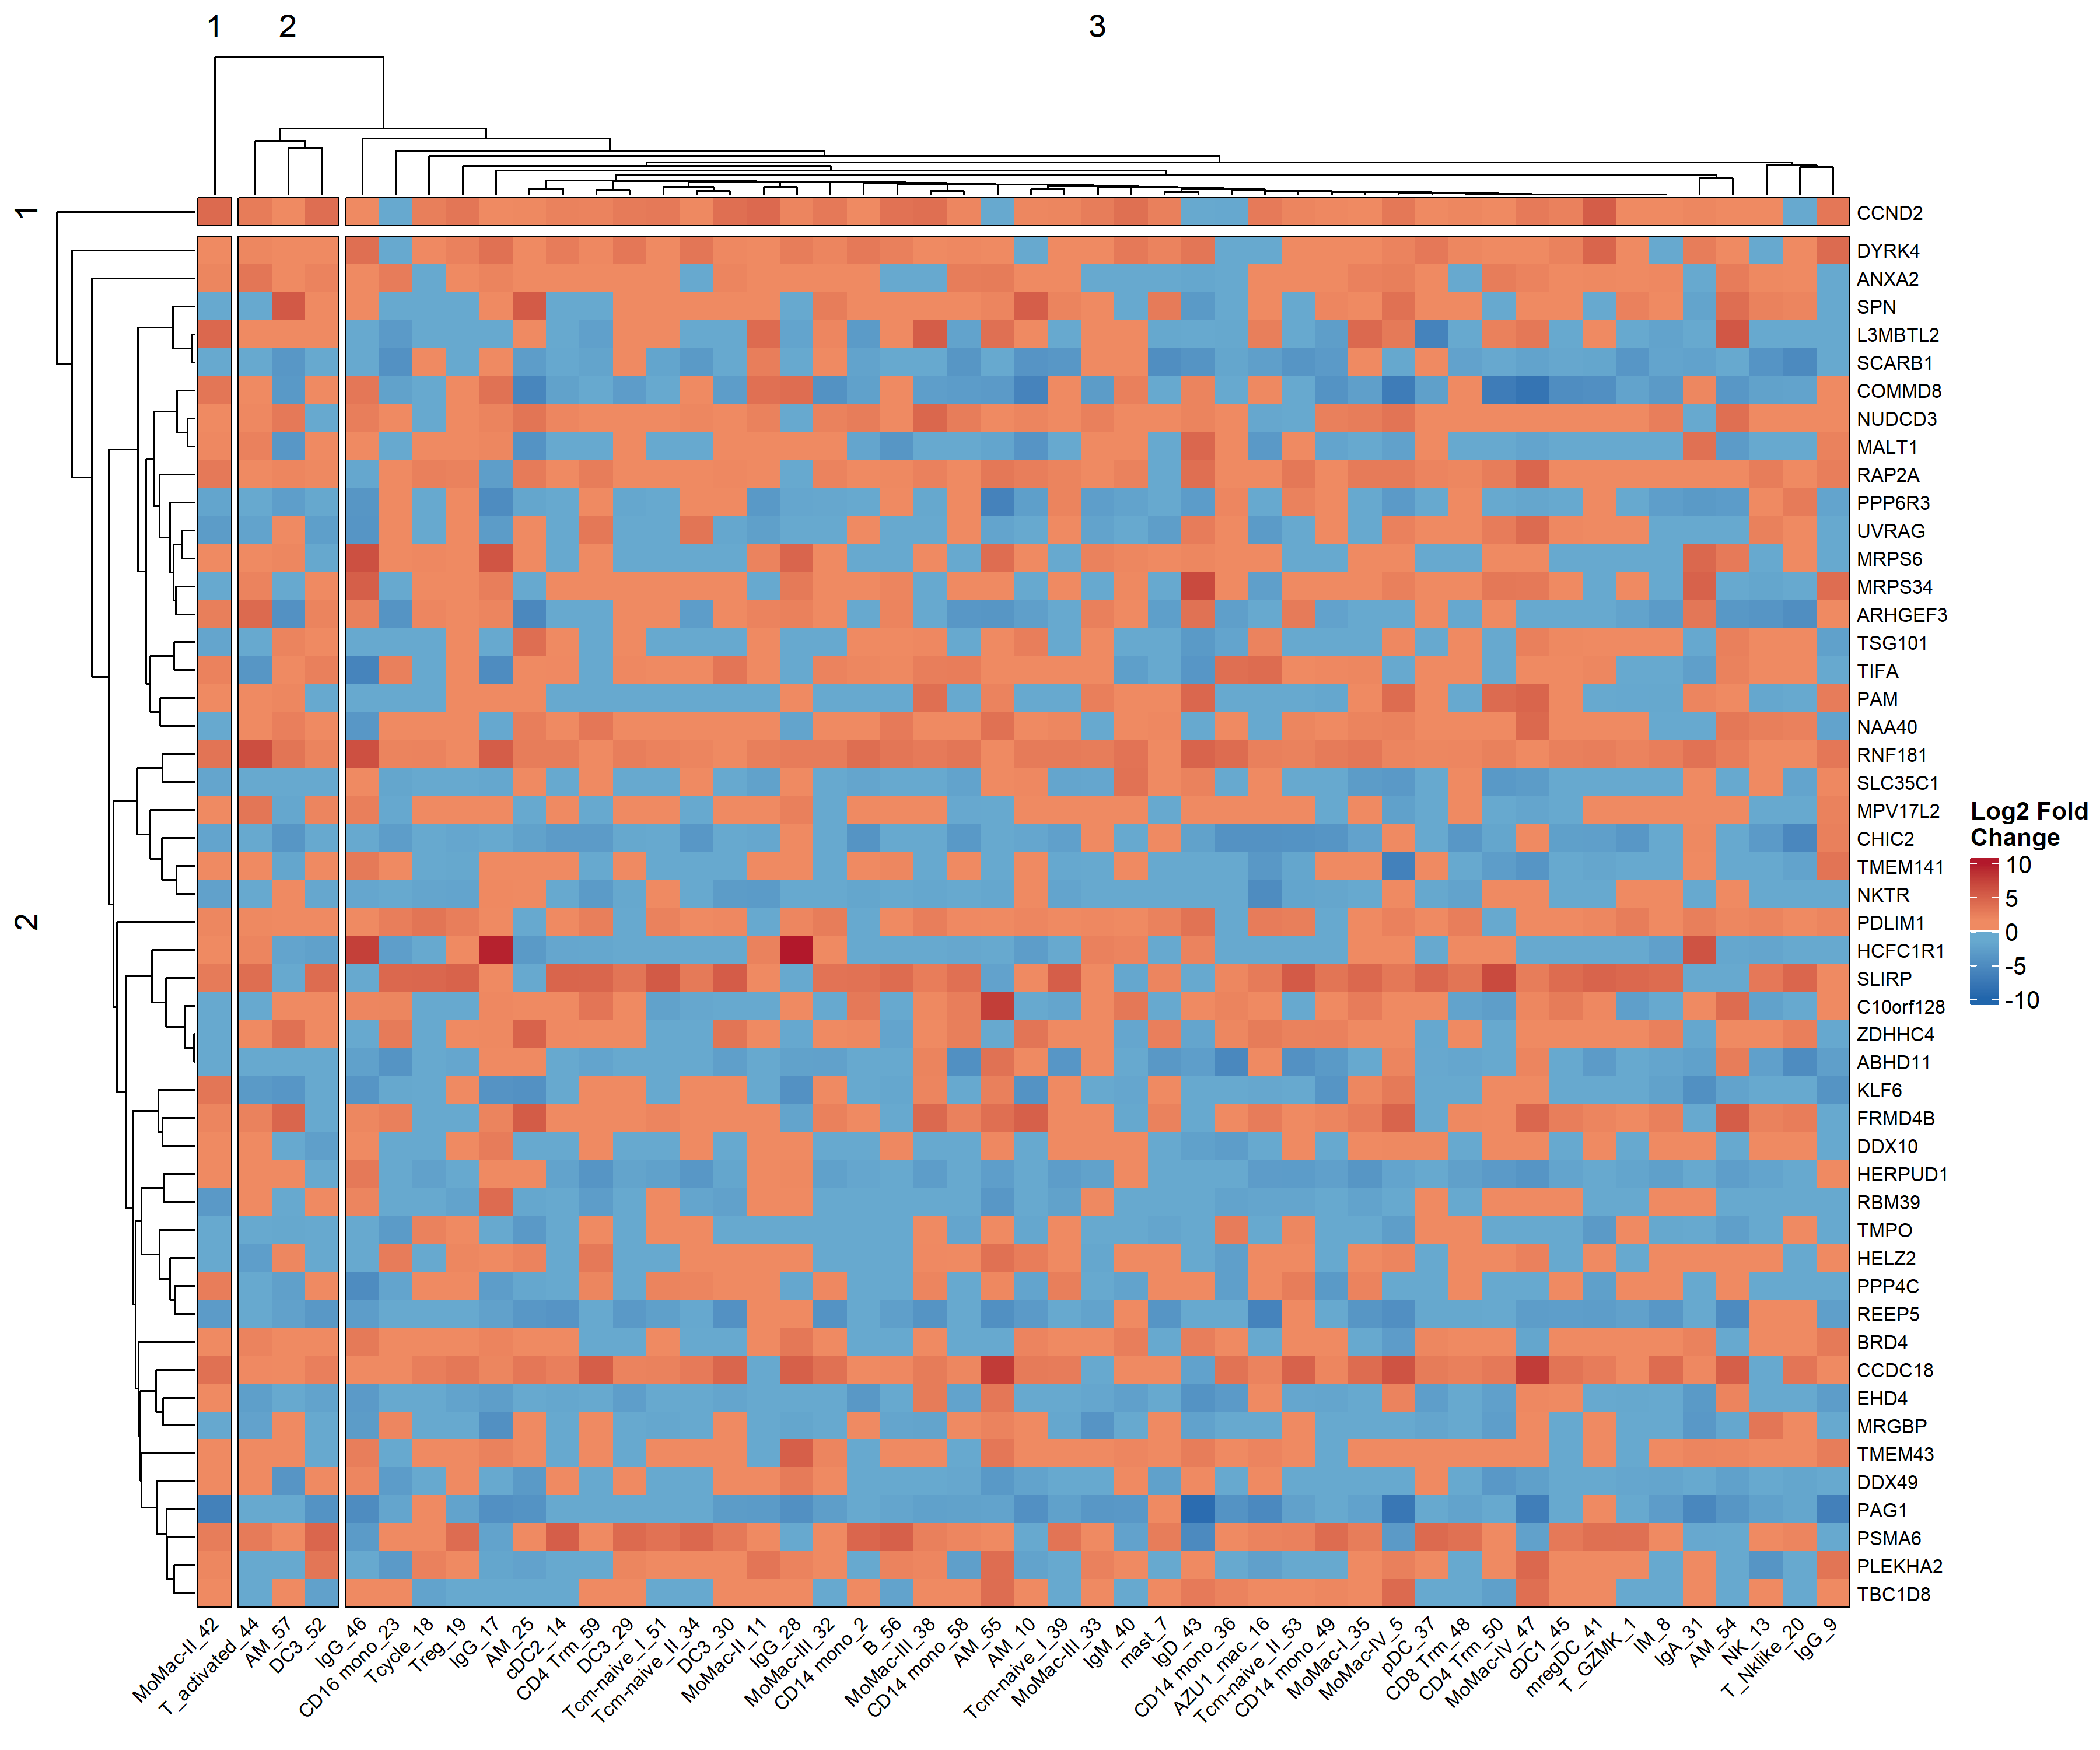 1
2
3
1
2
CCND2
DYRK4
ANXA2
SPN
L3MBTL2
SCARB1
COMMD8
NUDCD3
MALT1
RAP2A
PPP6R3
UVRAG
MRPS6
MRPS34
ARHGEF3
TSG101
TIFA
PAM
NAA40
RNF181
SLC35C1
MPV17L2
CHIC2
TMEM141
NKTR
PDLIM1
HCFC1R1
SLIRP
C10orf128
ZDHHC4
ABHD11
KLF6
FRMD4B
DDX10
HERPUD1
RBM39
TMPO
HELZ2
PPP4C
REEP5
BRD4
CCDC18
EHD4
MRGBP
TMEM43
DDX49
PAG1
PSMA6
PLEKHA2
TBC1D8
MoMac-II_42
T_activated_44
AM_57
DC3_52
IgG_46
CD16 mono_23
Tcycle_18
Treg_19
IgG_17
AM_25
cDC2_14
CD4 Trm_59
DC3_29
Tcm-naive_I_51
Tcm-naive_II_34
DC3_30
MoMac-II_11
IgG_28
MoMac-III_32
CD14 mono_2
B_56
MoMac-III_38
CD14 mono_58
AM_55
AM_10
Tcm-naive_I_39
MoMac-III_33
IgM_40
mast_7
IgD_43
CD14 mono_36
AZU1_mac_16
Tcm-naive_II_53
CD14 mono_49
MoMac-I_35
MoMac-IV_5
pDC_37
CD8 Trm_48
CD4 Trm_50
MoMac-IV_47
cDC1_45
mregDC_41
T_GZMK_1
IM_8
IgA_31
AM_54
NK_13
T_Nklike_20
IgG_9
Log2 Fold
Change
10
5
0
-5
-10